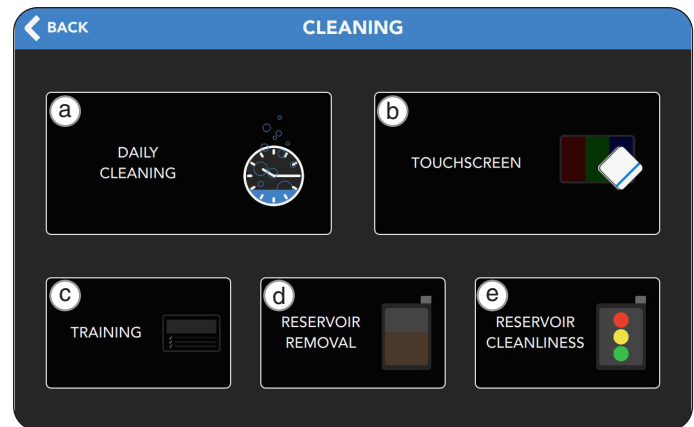 BACK
CLEANING
a
DAILY
CLEANING
b
TOUCHSCREEN
c
TRAINING
d
RESERVOIR
REMOVAL
e
RESERVOIR
CLEANLINESS